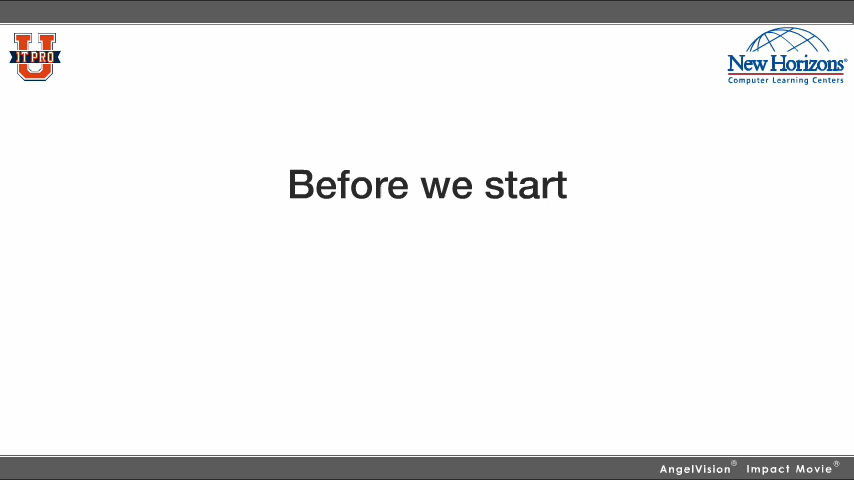 U
IT PRO
New Horizons®
Computer Learning Centers
Before we start
AngelVision® Impact Movie®